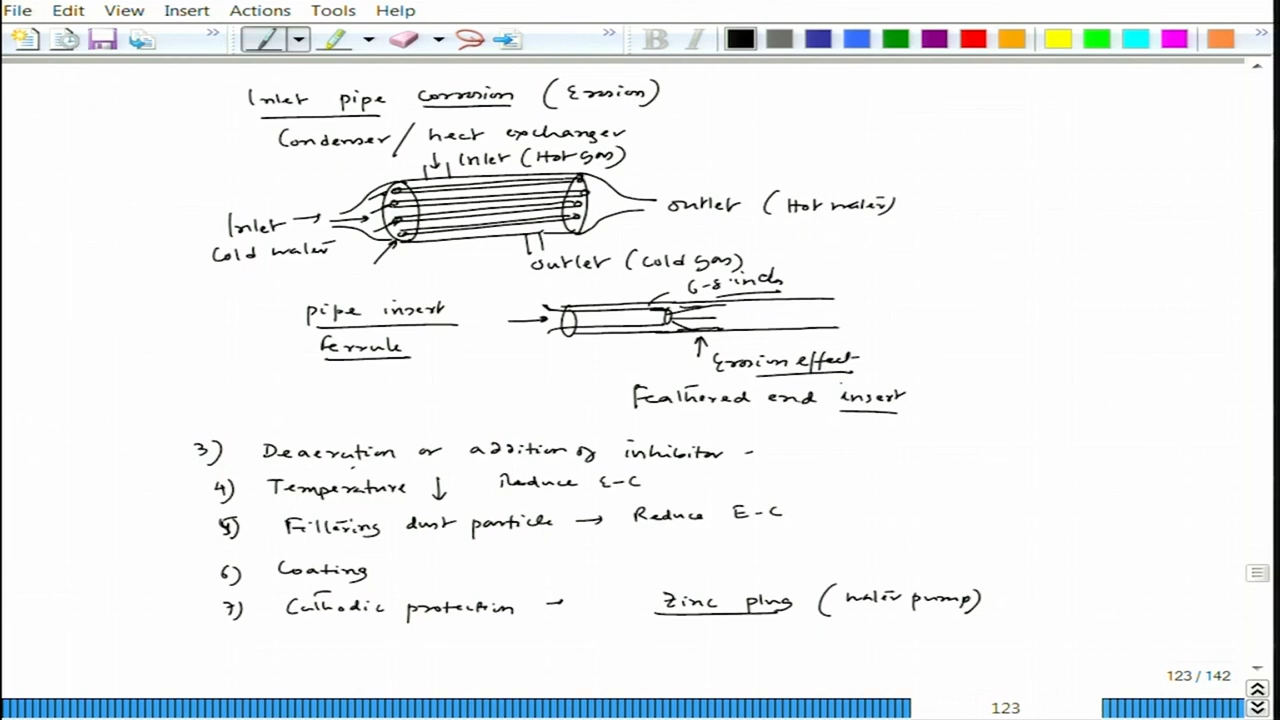 File Edit View Insert Actions Tools Help
Inlet pipe corrosion (Erosion)
Condenser / heat exchanger
Inlet (Hot gas)
Inlet
Cold water
outlet (Hot water)
outlet (cold gas)
6-8 inch
pipe insert
Ferrule
Erosion effect
Feathered end insert
3) Deaeration or addition of inhibitor -
4) Temperature ↓ Reduce E-C
5) Filtering dust particle → Reduce E-C
6) Coating
7) Cathodic protection → Zinc plug (water pump)
123 / 142
123